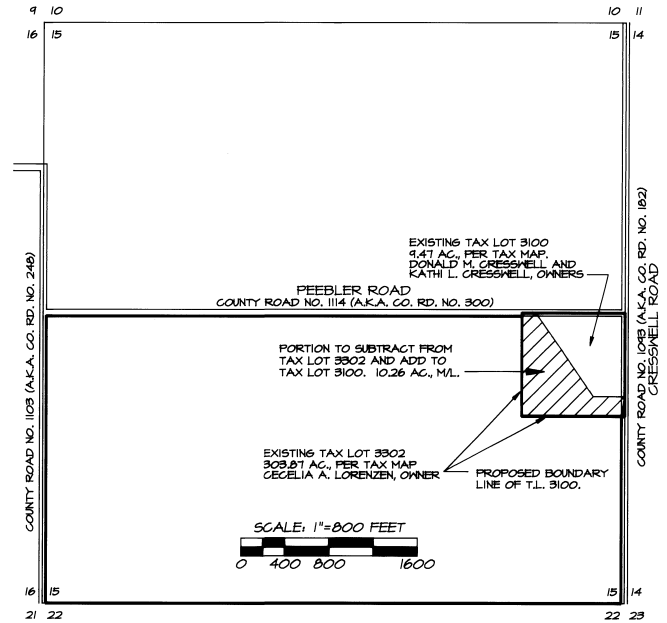 9 10
10 11
16 15
15 14
EXISTING TAX LOT 3100
9.47 AC., PER TAX MAP.
DONALD M. CRESSWELL AND
KATHI L. CRESSWELL, OWNERS
PEEBLER ROAD
COUNTY ROAD NO. 1114 (A.K.A. CO. RD. NO. 300)
COUNTY ROAD NO. 1103 (A.K.A. CO. RD. NO. 248)
COUNTY ROAD NO. 1093 (A.K.A. CO. RD. NO. 182)
CRESSWELL ROAD
PORTION TO SUBTRACT FROM
TAX LOT 3302 AND ADD TO
TAX LOT 3100. 10.26 AC., M/L.
EXISTING TAX LOT 3302
303.87 AC., PER TAX MAP
CECELIA A. LORENZEN, OWNER
PROPOSED BOUNDARY
LINE OF T.L. 3100.
SCALE: 1"=800 FEET
0 400 800 1600
16 15
15 14
21 22
22 23